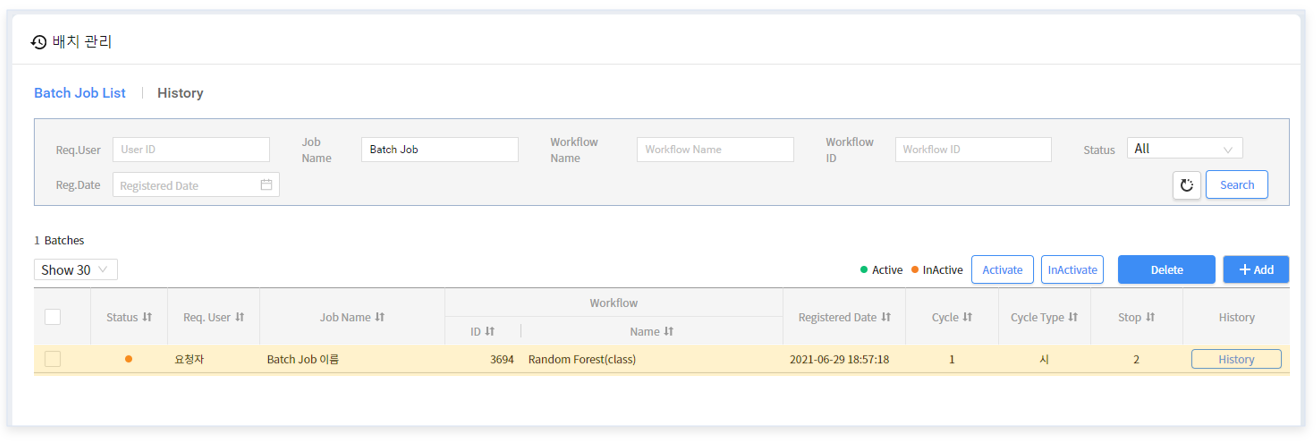 배치 관리
Batch Job List | History
Req.User User ID Job Name Batch Job Workflow Name Workflow Name Workflow ID Workflow ID Status All
Reg.Date Registered Date Search
1 Batches
Show 30 Active InActive Activate InActivate Delete + Add
Workflow
Status Req. User Job Name ID Name Registered Date Cycle Cycle Type Stop History
요청자 Batch Job 이름 3694 Random Forest(class) 2021-06-29 18:57:18 1 시 2 History